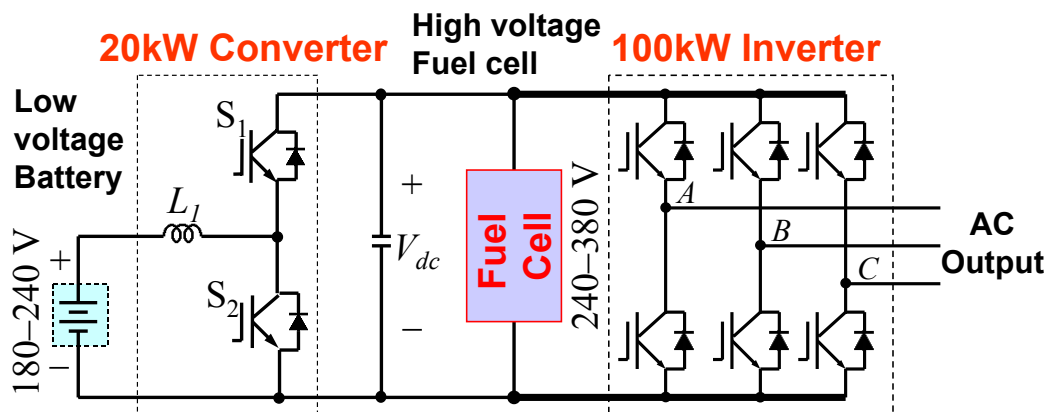 20kW Converter
High voltage
Fuel cell
100kW Inverter
Low
voltage
Battery
S1
L1
S2
180–240 V
+
−
+
Vdc
−
Fuel
Cell
240–380 V
A
B
C
AC
Output